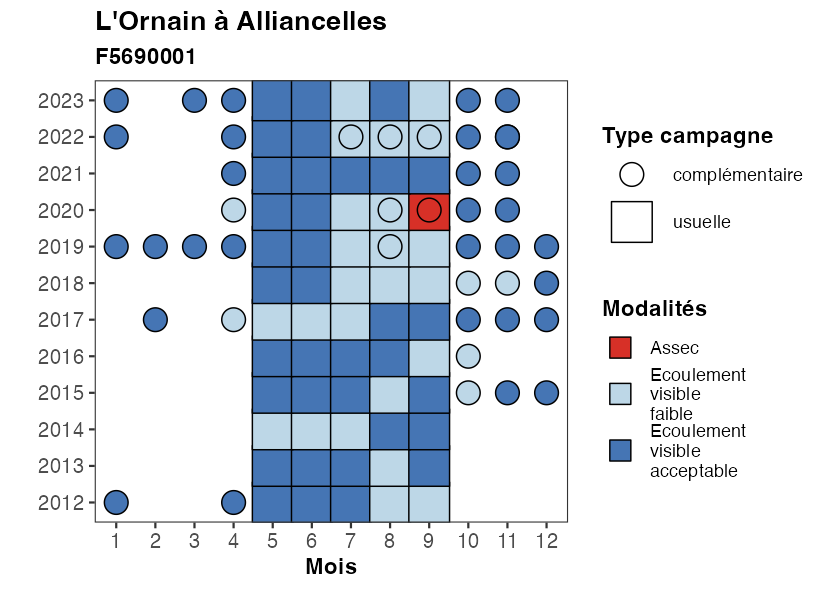 L'Ornain à Alliancelles
F5690001
2023
2022
2021
2020
2019
2018
2017
2016
2015
2014
2013
2012
1 2 3 4 5 6 7 8 9 10 11 12
Mois
Type campagne
complémentaire
usuelle
Modalités
Assec
Ecoulement
visible
faible
Ecoulement
visible
acceptable